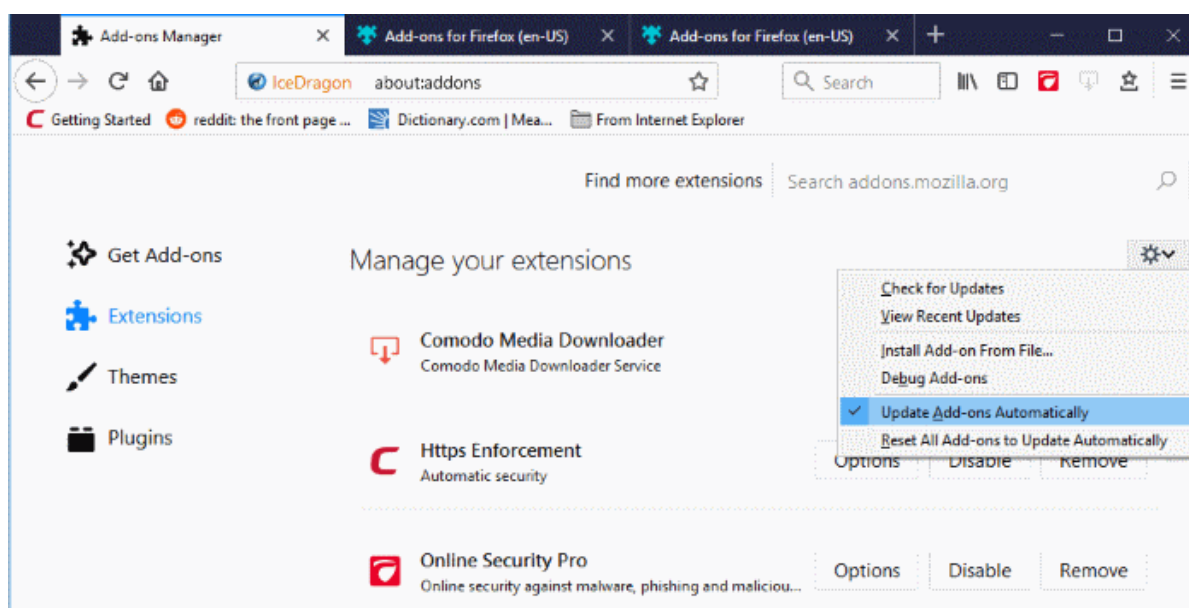 Add-ons Manager
Add-ons for Firefox (en-US)
Add-ons for Firefox (en-US)
IceDragon about:addons
Search
Getting Started reddit: the front page ... Dictionary.com | Mea... From Internet Explorer
Find more extensions Search addons.mozilla.org
Get Add-ons
Extensions
Themes
Plugins
Manage your extensions
Check for Updates
View Recent Updates
Install Add-on From File...
Debug Add-ons
Update Add-ons Automatically
Reset All Add-ons to Update Automatically
Comodo Media Downloader
Comodo Media Downloader Service
Https Enforcement
Automatic security
Options Disable Remove
Online Security Pro
Online security against malware, phishing and maliciou...
Options Disable Remove